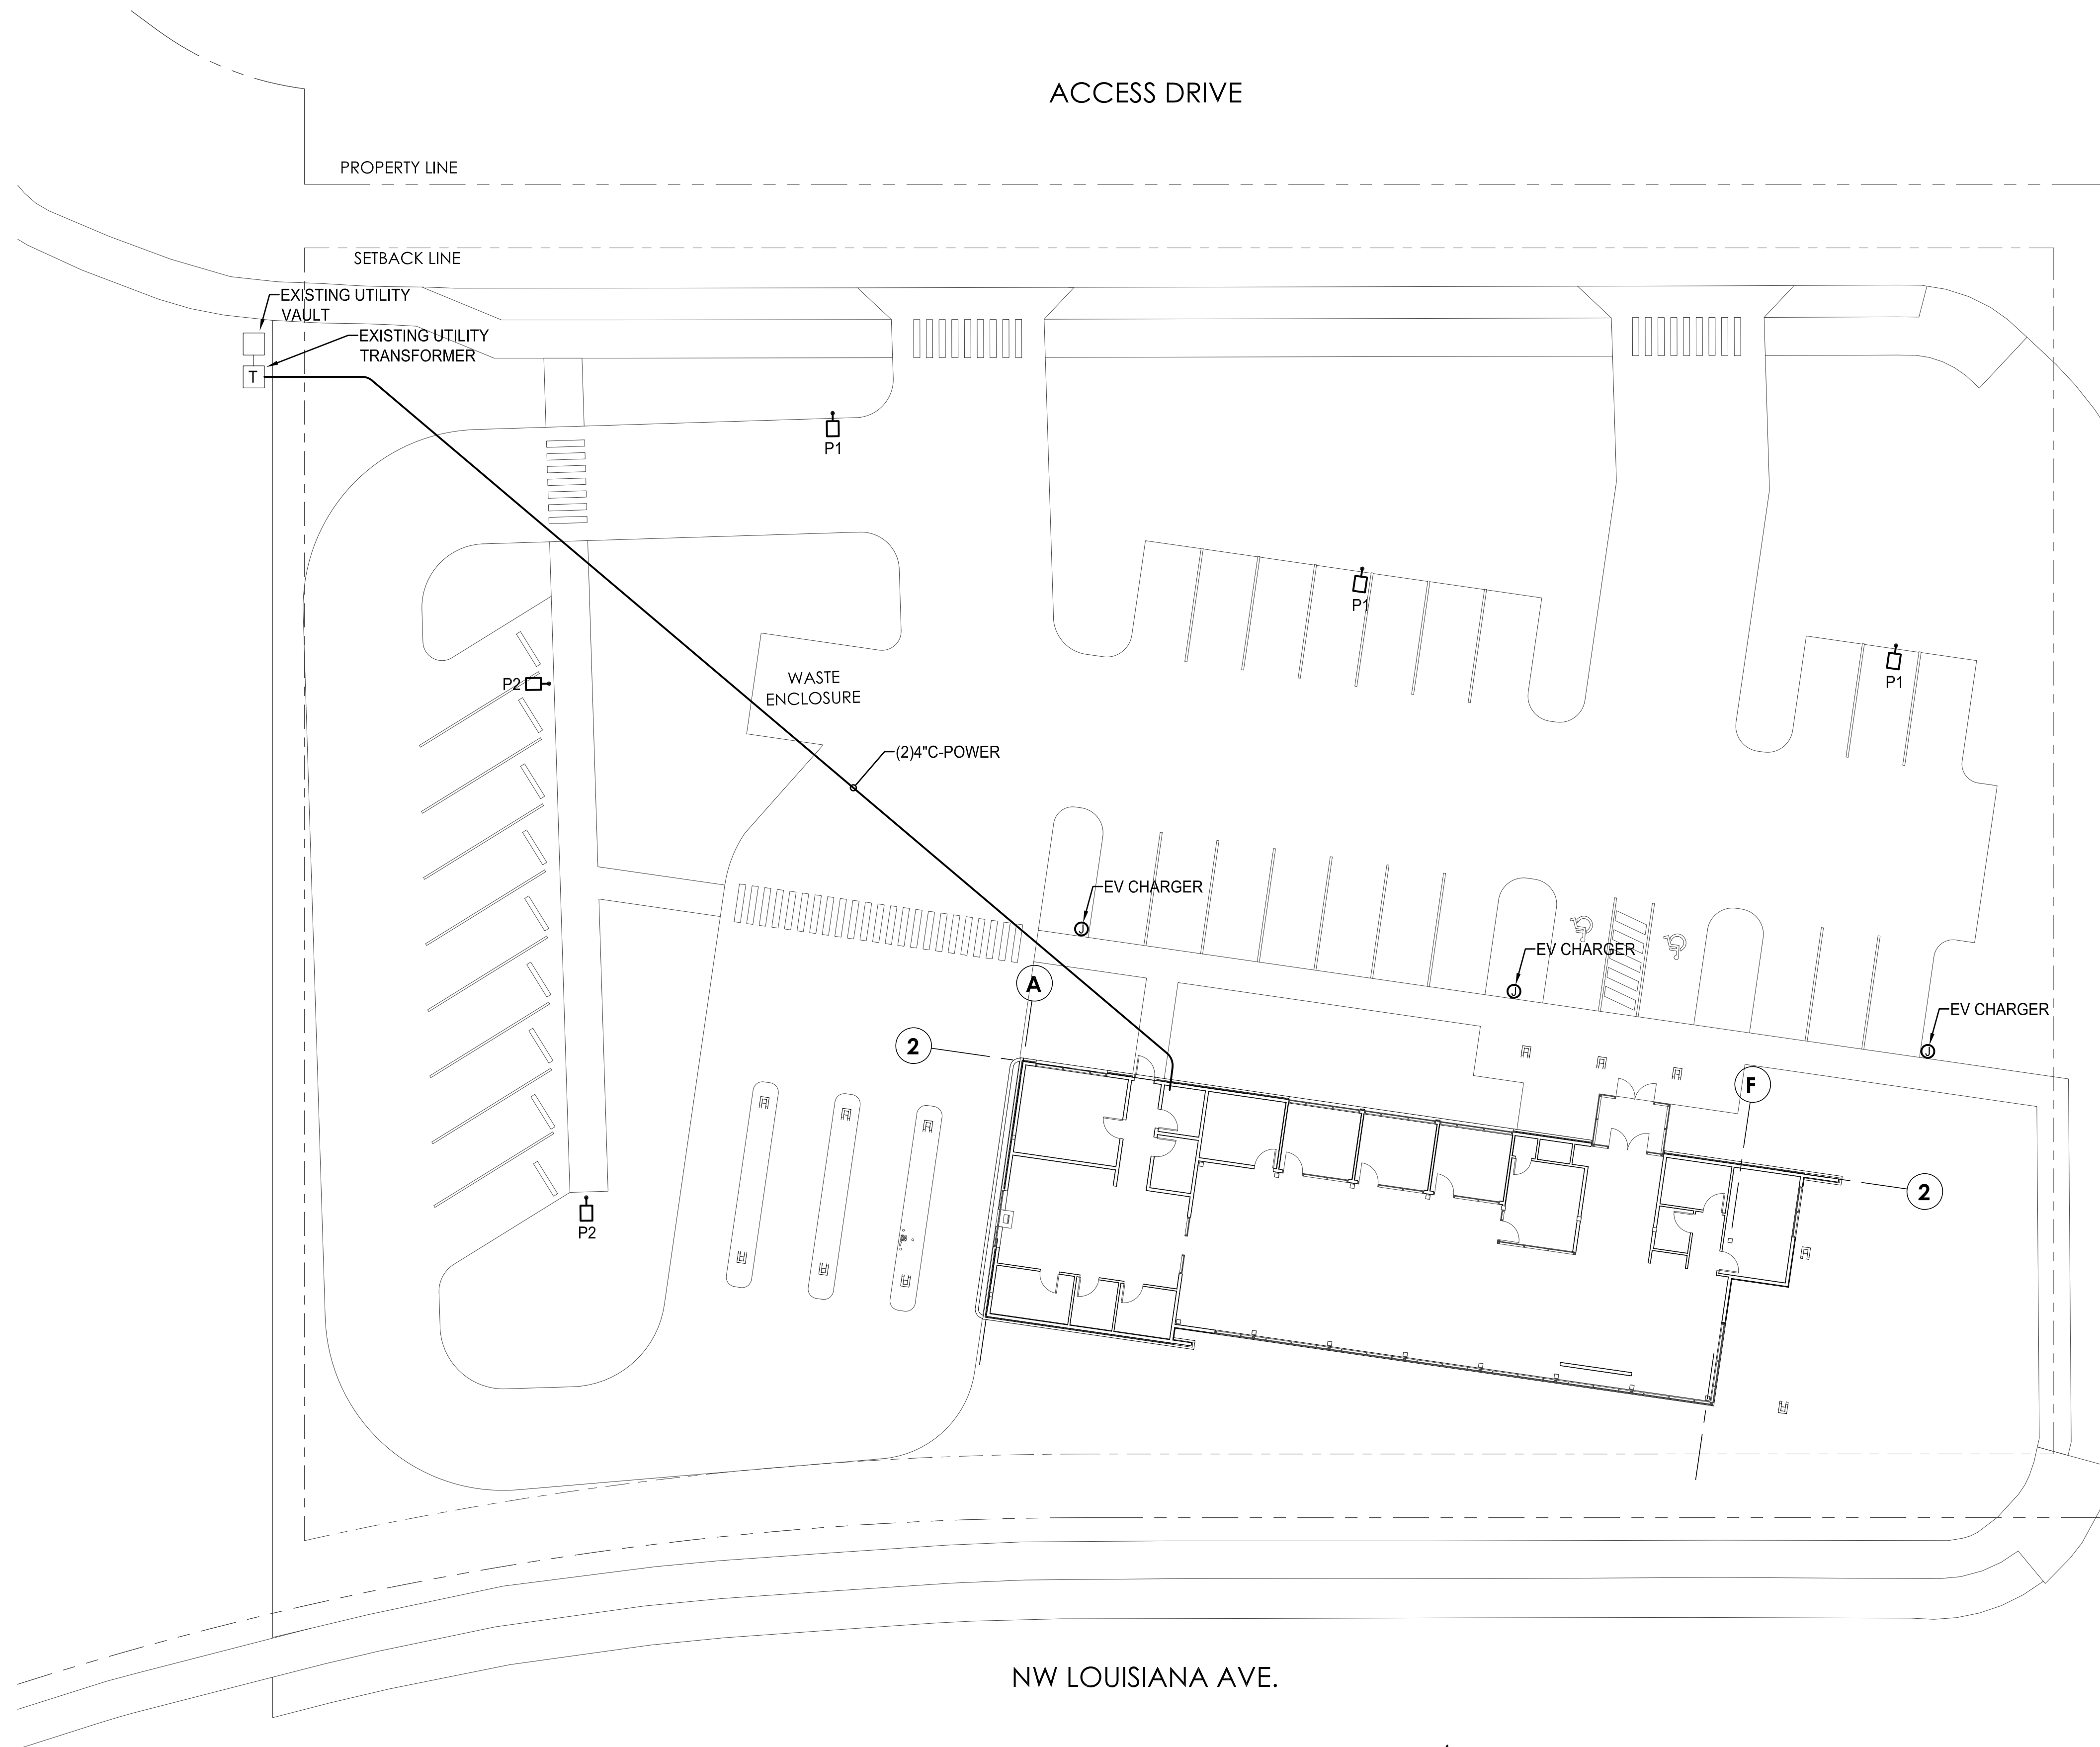 ACCESS DRIVE
PROPERTY LINE
SETBACK LINE
EXISTING UTILITY
VAULT
EXISTING UTILITY
TRANSFORMER
T
P1
P1
P1
P2
WASTE
ENCLOSURE
(2)4"C-POWER
EV CHARGER
J
EV CHARGER
J
EV CHARGER
J
A
2
F
2
P2
NW LOUISIANA AVE.